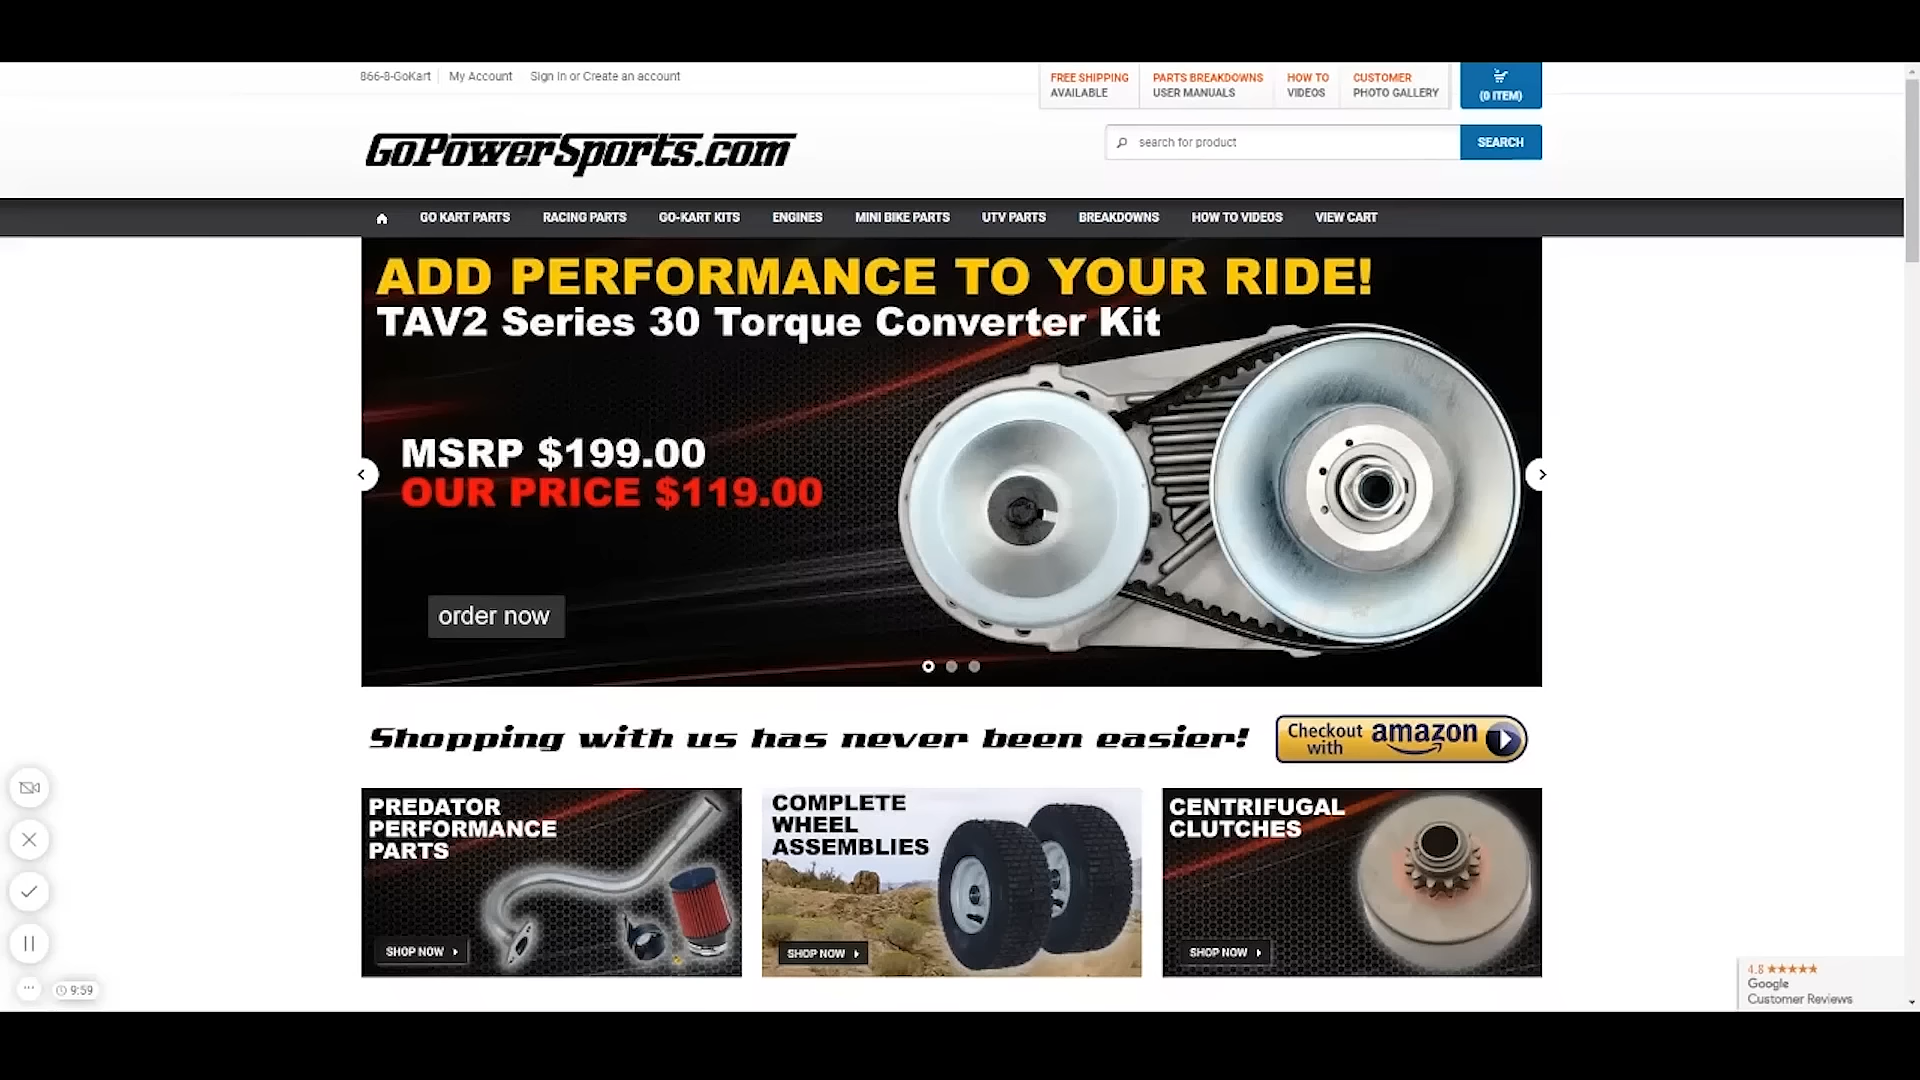 866-8-GoKart
My Account
Sign In or Create an account
FREE SHIPPING
AVAILABLE
PARTS BREAKDOWNS
USER MANUALS
HOW TO
VIDEOS
CUSTOMER
PHOTO GALLERY
(0 ITEM)
GoPowerSports.com
search for product
SEARCH
GO KART PARTS
RACING PARTS
GO-KART KITS
ENGINES
MINI BIKE PARTS
UTV PARTS
BREAKDOWNS
HOW TO VIDEOS
VIEW CART
ADD PERFORMANCE TO YOUR RIDE!
TAV2 Series 30 Torque Converter Kit
MSRP $199.00
OUR PRICE $119.00
order now
Shopping with us has never been easier!
Checkout
with
amazon
PREDATOR
PERFORMANCE
PARTS
SHOP NOW
COMPLETE
WHEEL
ASSEMBLIES
SHOP NOW
CENTRIFUGAL
CLUTCHES
SHOP NOW
9:59
4.8 ★★★★★
Google
Customer Reviews